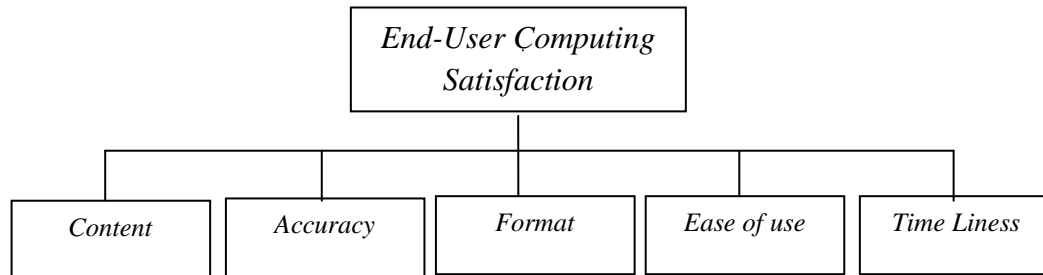 End-User Computing
Satisfaction
Content
Accuracy
Format
Ease of use
Time Liness